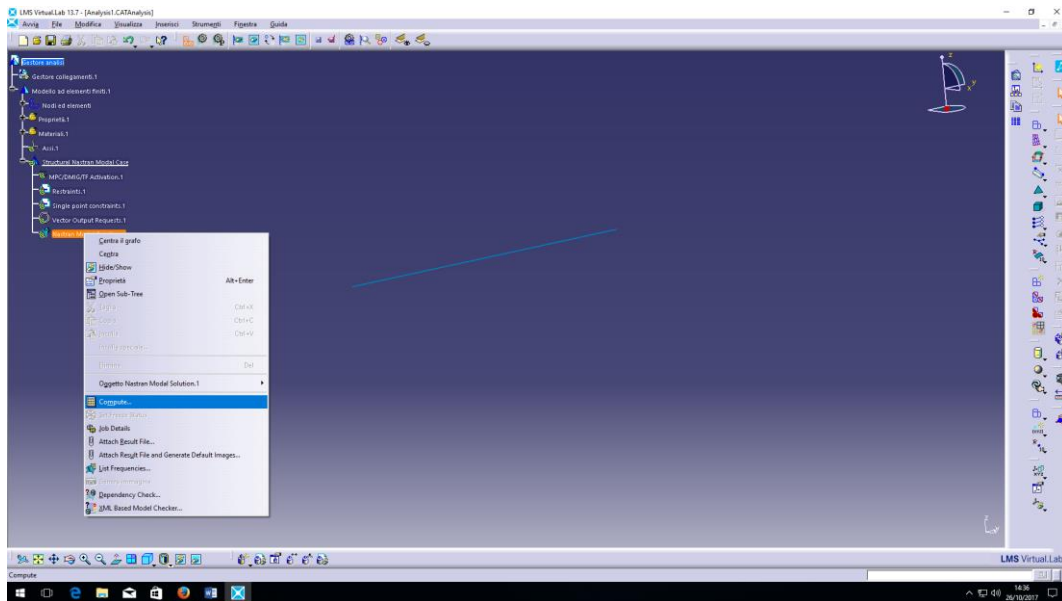 LMS Virtual.Lab 13.7 - [Analysis1.CATAnalysis]
Avvio File Modifica Visualizza Inserisci Strumenti Finestra Guida
Gestore analisi
Gestore collegamenti.1
Modello ad elementi finiti.1
Nodi ed elementi
Proprietà.1
Materiali.1
Assi.1
Structural Nastran Modal Case
MPC/DMIG/TF Activation.1
Restraints.1
Single point constraints.1
Vector Output Requests.1
Centra il grafo
Centra
Hide/Show
Proprietà Alt+Enter
Open Sub-Tree
Ctrl+X
Copia Ctrl+C
Ctrl+V
Del
Oggetto Nastran Modal Solution.1
Compute...
Job Details
Attach Result File...
Attach Result File and Generate Default Images...
List Frequencies...
Dependency Check...
XML Based Model Checker...
z
y
x
LMS Virtual.Lab
Compute
14:36
26/10/2017